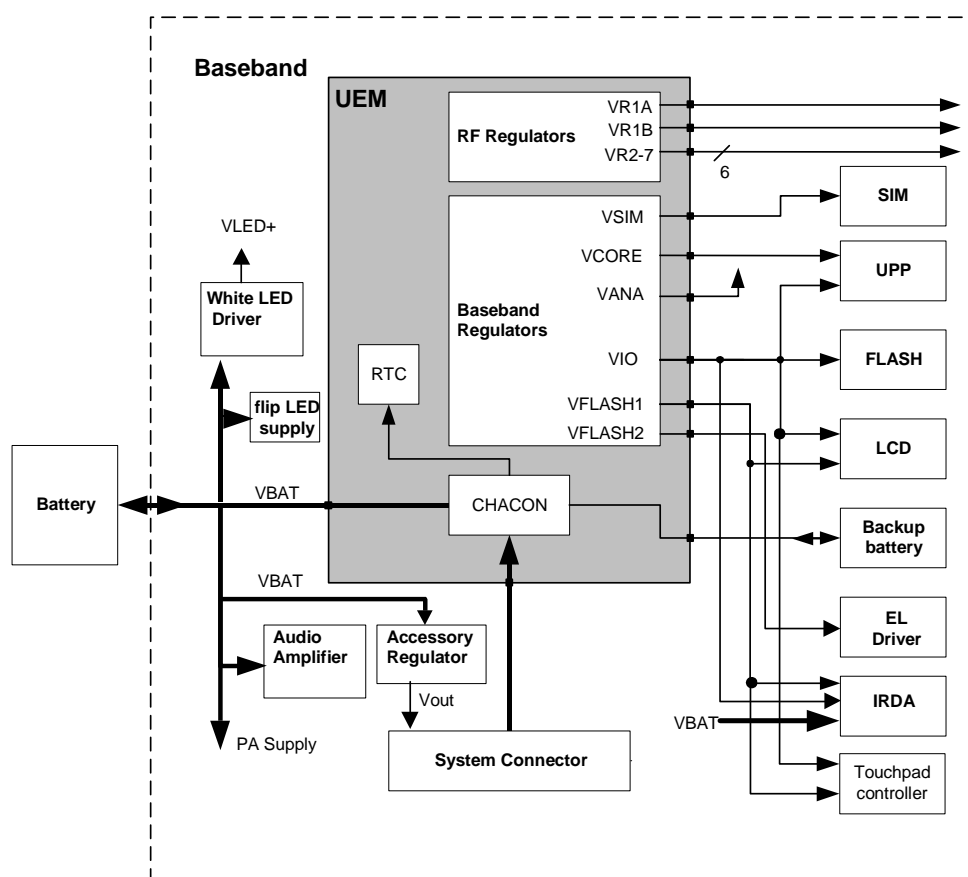 Baseband
UEM
RF Regulators
VR1A
VR1B
VR2-7
6
SIM
VSIM
VLED+
VCORE
UPP
White LED
Driver
VANA
Baseband
Regulators
VIO
FLASH
RTC
flip LED
supply
VFLASH1
VFLASH2
LCD
Battery
VBAT
CHACON
Backup
battery
VBAT
EL
Driver
Audio
Amplifier
Accessory
Regulator
IRDA
Vout
VBAT
PA Supply
System Connector
Touchpad
controller